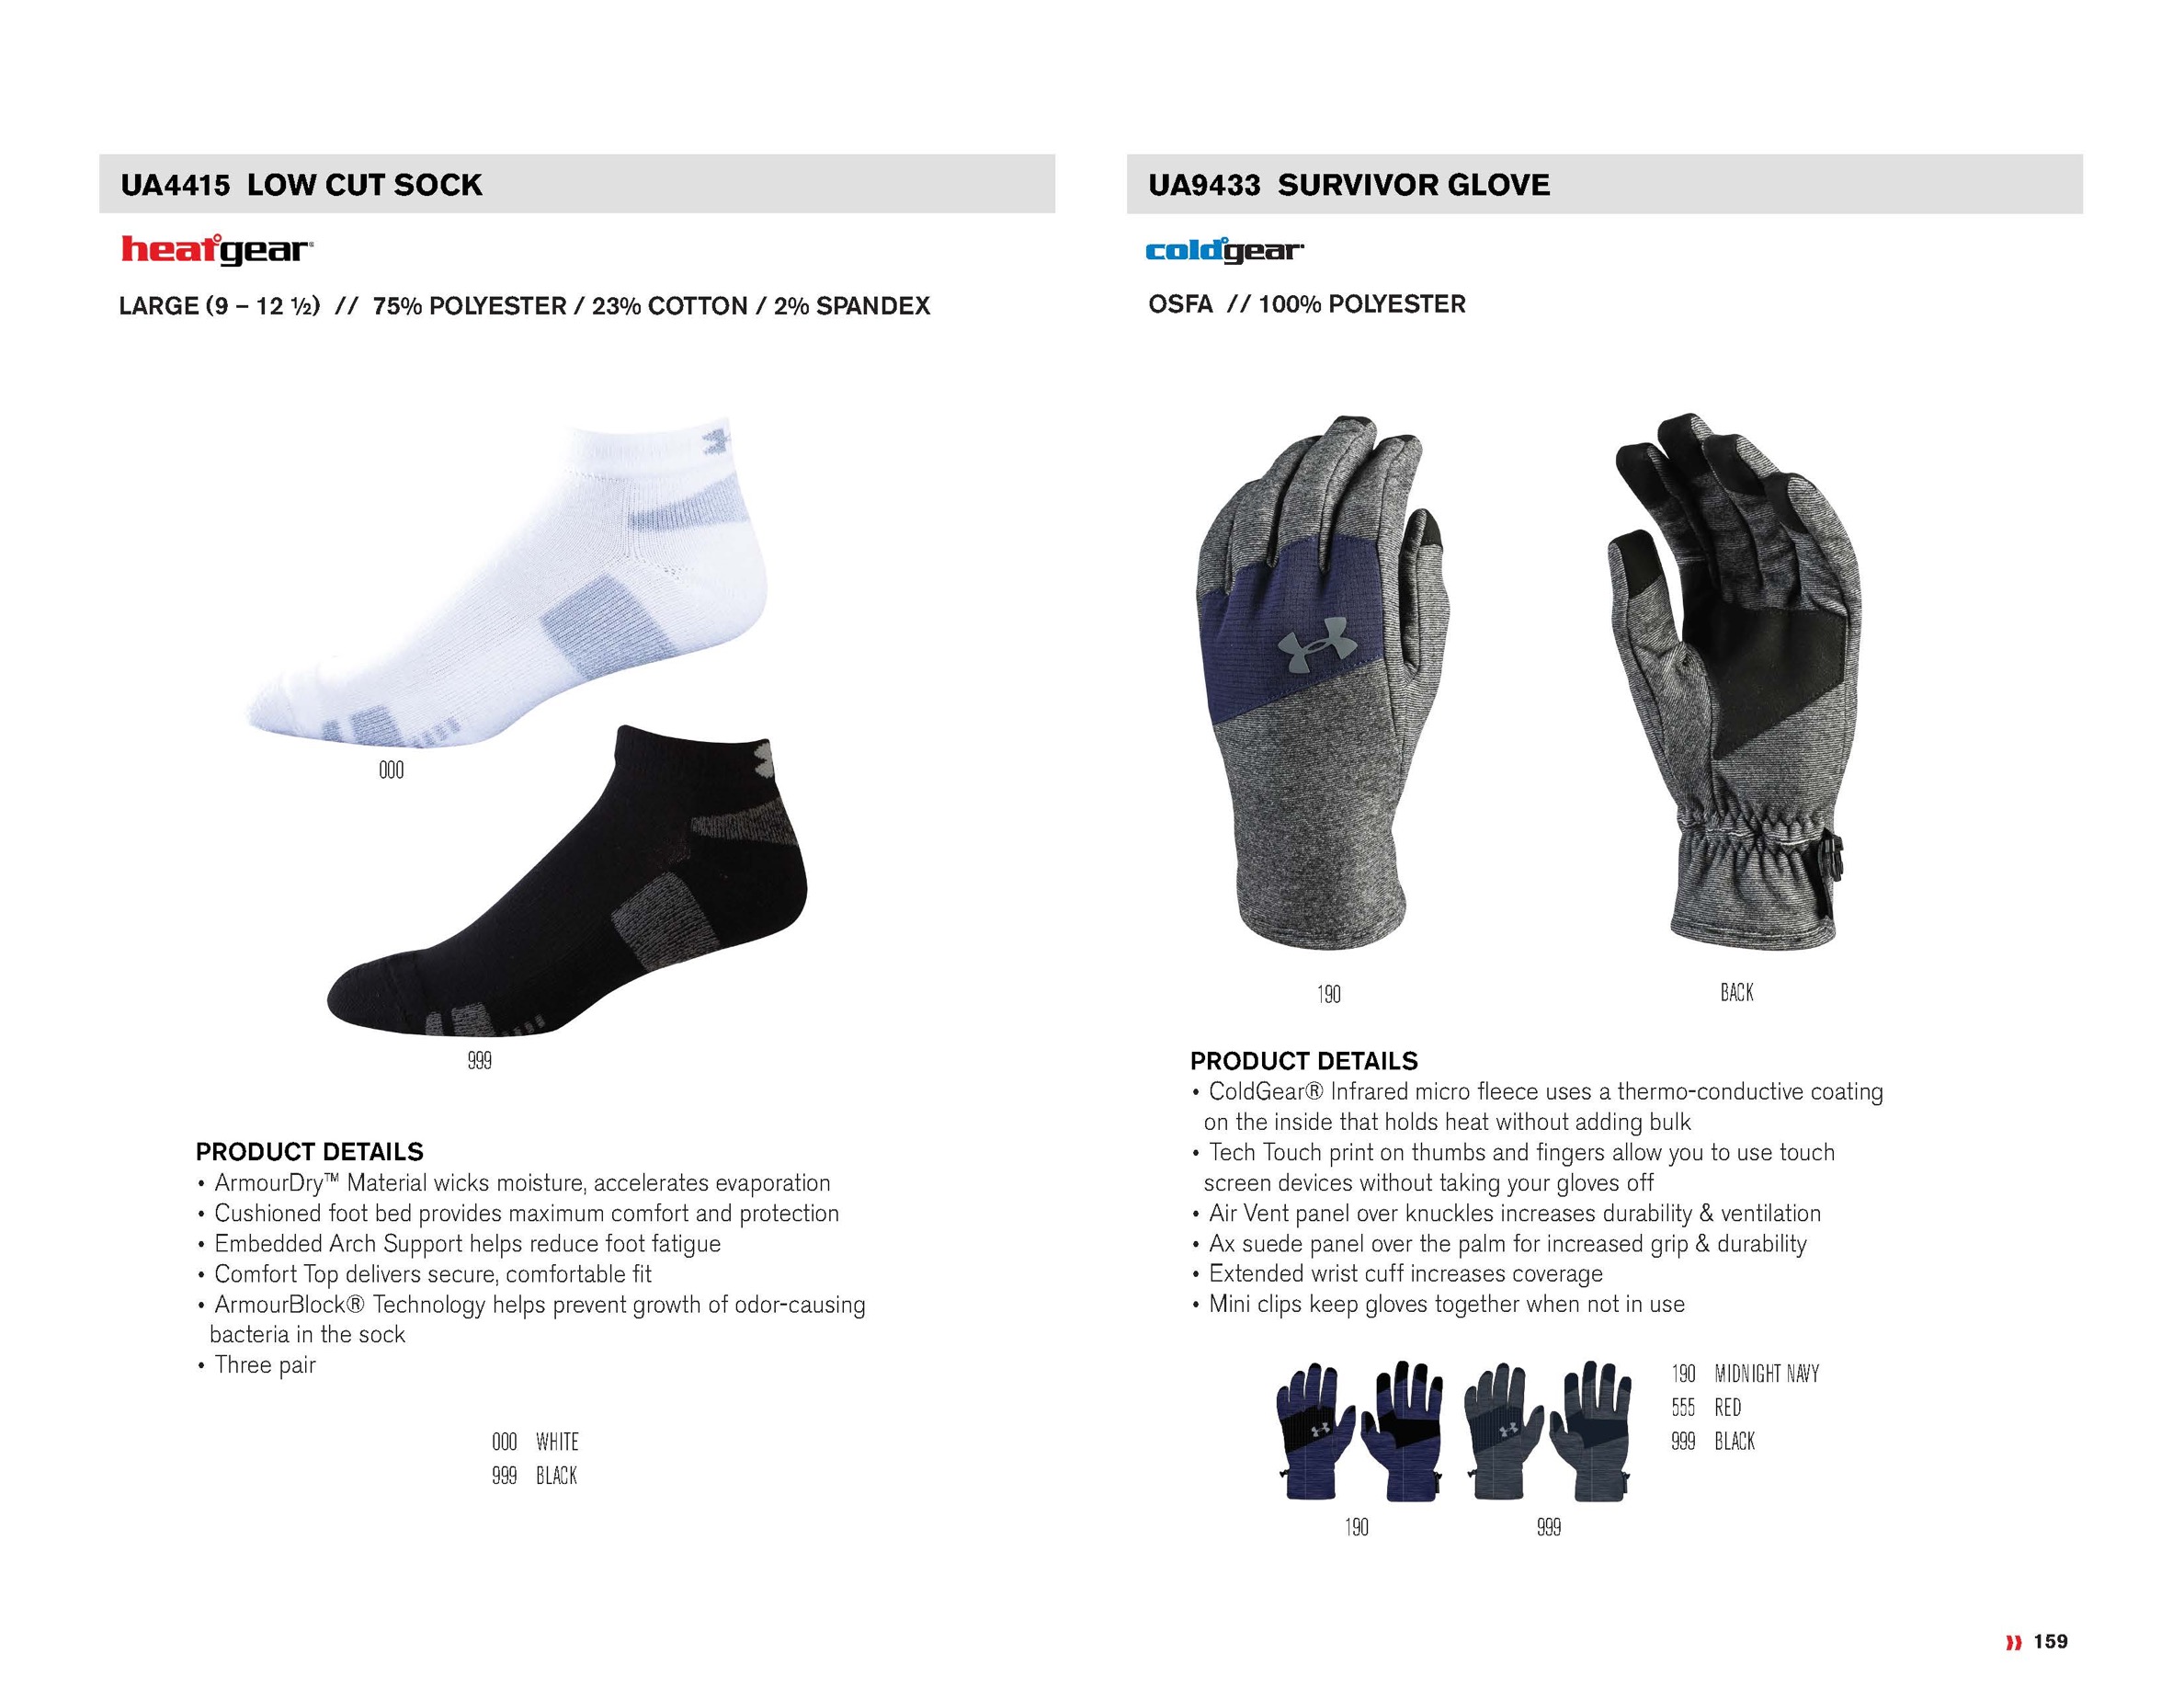 UA4415 LOW CUT SOCK
heatgear®
LARGE (9 – 12 ½) // 75% POLYESTER / 23% COTTON / 2% SPANDEX
000
999
PRODUCT DETAILS
• ArmourDry™ Material wicks moisture, accelerates evaporation
• Cushioned foot bed provides maximum comfort and protection
• Embedded Arch Support helps reduce foot fatigue
• Comfort Top delivers secure, comfortable fit
• ArmourBlock® Technology helps prevent growth of odor-causing
bacteria in the sock
• Three pair
000 WHITE
999 BLACK
UA9433 SURVIVOR GLOVE
coldgear
OSFA // 100% POLYESTER
190
BACK
PRODUCT DETAILS
• ColdGear® Infrared micro fleece uses a thermo-conductive coating
on the inside that holds heat without adding bulk
• Tech Touch print on thumbs and fingers allow you to use touch
screen devices without taking your gloves off
• Air Vent panel over knuckles increases durability & ventilation
• Ax suede panel over the palm for increased grip & durability
• Extended wrist cuff increases coverage
• Mini clips keep gloves together when not in use
190 MIDNIGHT NAVY
555 RED
999 BLACK
190
999
159